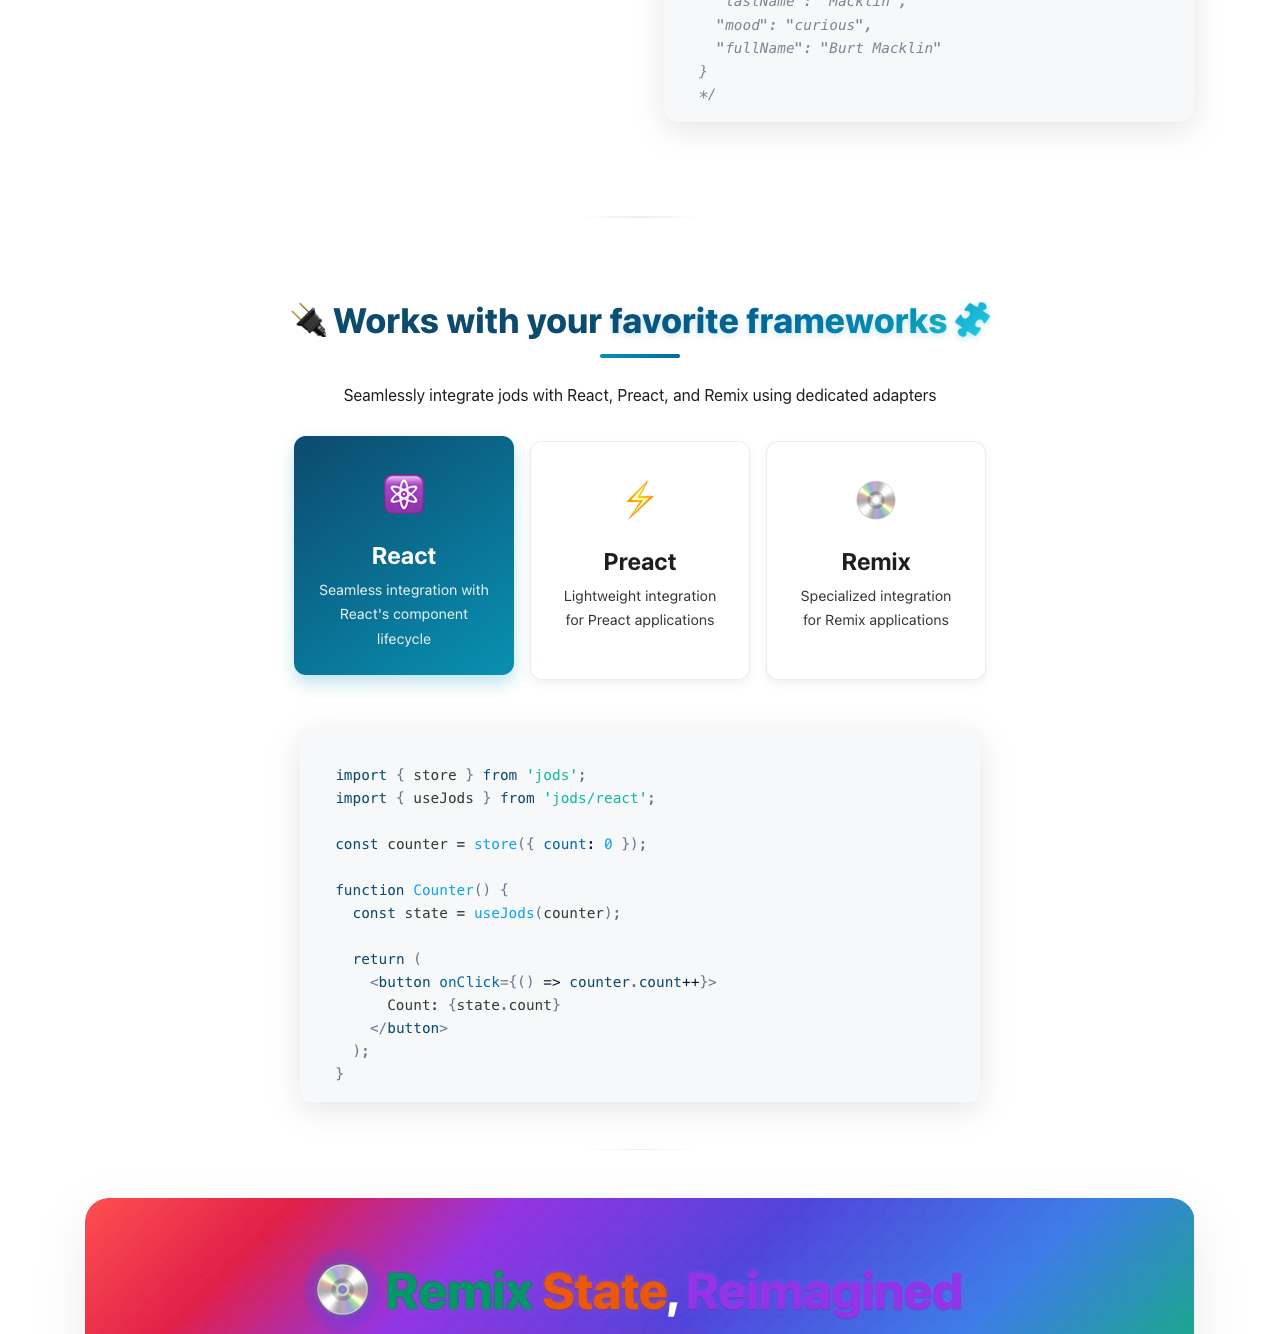 "lastName": "Macklin",
"mood": "curious",
"fullName": "Burt Macklin"
}
*/
Works with your favorite frameworks
Seamlessly integrate jods with React, Preact, and Remix using dedicated adapters
React
Seamless integration with
React's component
lifecycle
Preact
Lightweight integration
for Preact applications
Remix
Specialized integration
for Remix applications
import { store } from 'jods';
import { useJods } from 'jods/react';
const counter = store({ count: 0 });
function Counter() {
const state = useJods(counter);
return (
<button onClick={() => counter.count++}>
Count: {state.count}
</button>
);
}
Remix State, Reimagined